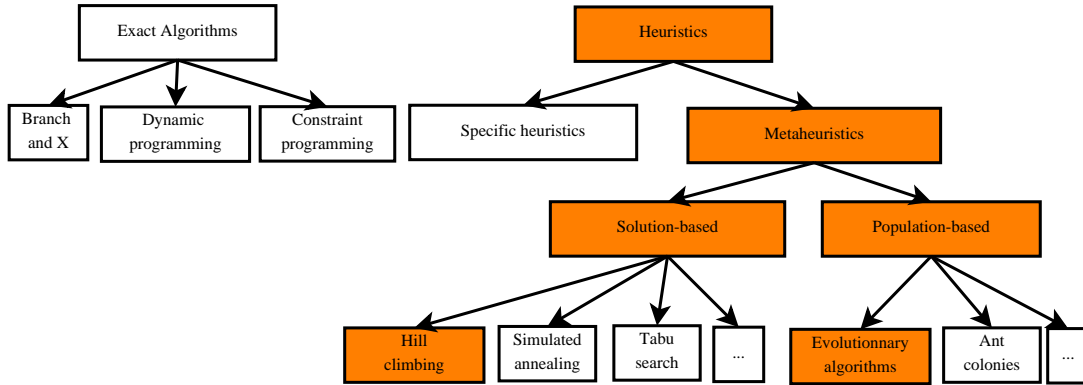 Exact Algorithms
Heuristics
Branch
and X
Dynamic
programming
Constraint
programming
Specific heuristics
Metaheuristics
Solution-based
Population-based
Hill
climbing
Simulated
annealing
Tabu
search
...
Evolutionnary
algorithms
Ant
colonies
...